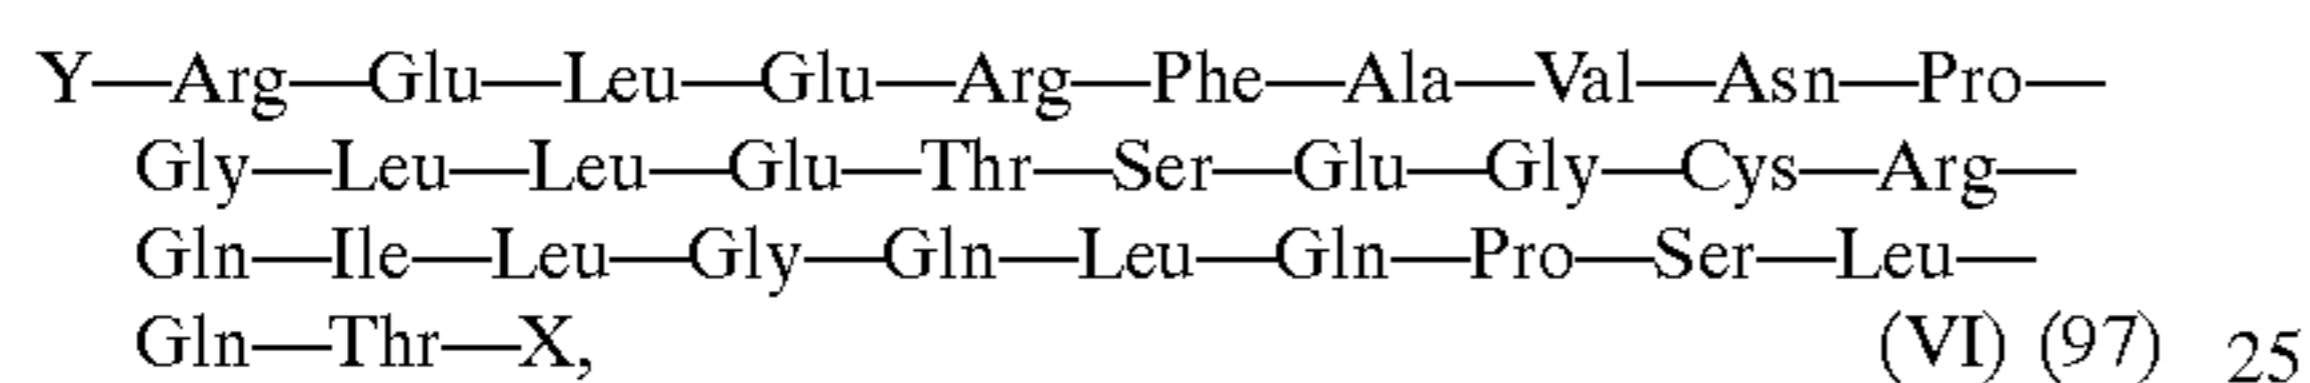 Y—Arg—Glu—Leu—Glu—Arg—Phe—Ala—Val—Asn—Pro—
Gly—Leu—Leu—Glu—Thr—Ser—Glu—Gly—Cys—Arg—
Gln—Ile—Leu—Gly—Gln—Leu—Gln—Pro—Ser—Leu—
Gln—Thr—X, (VI) (97) 25